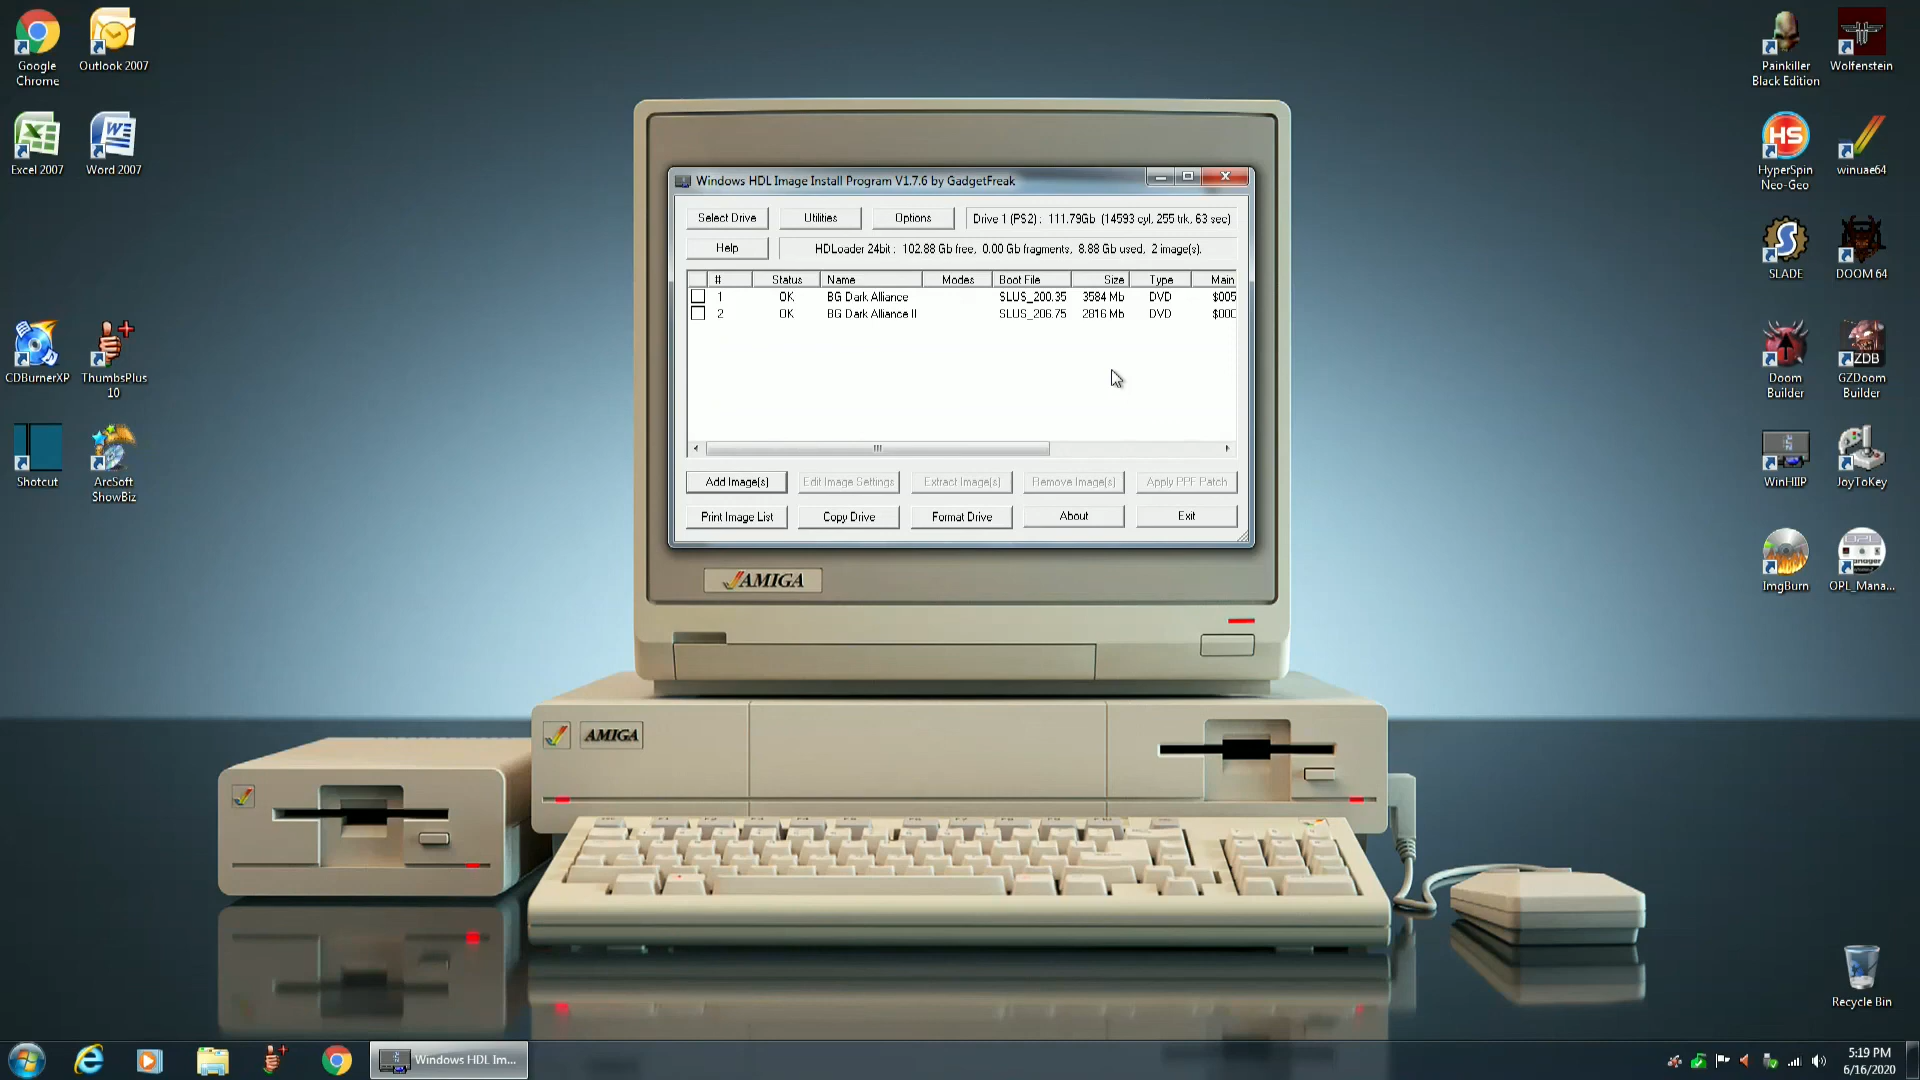 Google
Chrome
Outlook 2007
Excel 2007
Word 2007
CDBurnerXP
ThumbsPlus
10
Shotcut
ArcSoft
ShowBiz
Windows HDL Image Install Program V1.7.6 by GadgetFreak
Select Drive
Utilities
Options
Drive 1 (PS2) : 111.79Gb (14593 cyl, 255 trk, 63 sec)
Help
HDLoader 24bit : 102.88 Gb free, 0.00 Gb fragments, 8.88 Gb used, 2 image(s).
# Status Name Modes Boot File Size Type Main
1 OK BG Dark Alliance SLUS_200.35 3584 Mb DVD $005
2 OK BG Dark Alliance II SLUS_206.75 2816 Mb DVD
Add Image(s)
Edit Image Settings
Extract Image(s)
Remove Image(s)
Apply PPF Patch
Print Image List
Copy Drive
Format Drive
About
Exit
AMIGA
AMIGA
Painkiller
Black Edition
Wolfenstein
HS
HyperSpin
Neo-Geo
winuae64
SLADE
DOOM 64
Doom
Builder
ZDB
GZDoom
Builder
WinHIIP
JoyToKey
ImgBurn
OPL_Mana...
Recycle Bin
Windows HDL Im...
5:19 PM
6/16/2020